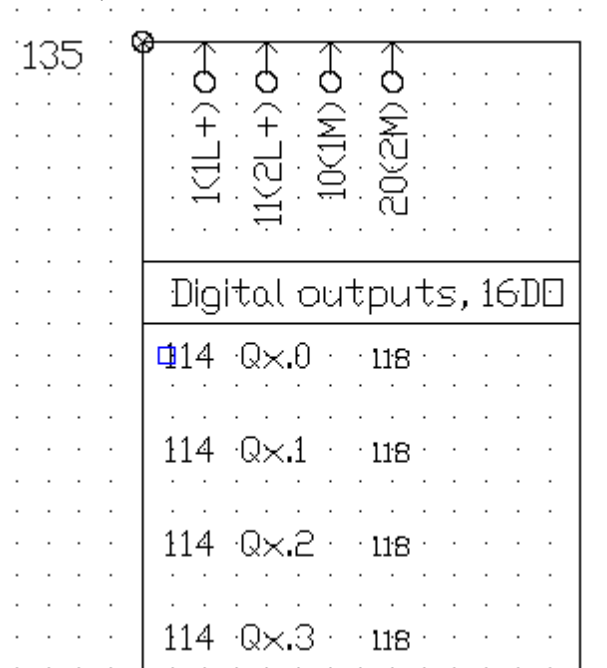 135
1(1L+)
11(2L+)
10(1M)
20(2M)
Digital outputs, 16DO
114 Qx.0 118
114 Qx.1 118
114 Qx.2 118
114 Qx.3 118